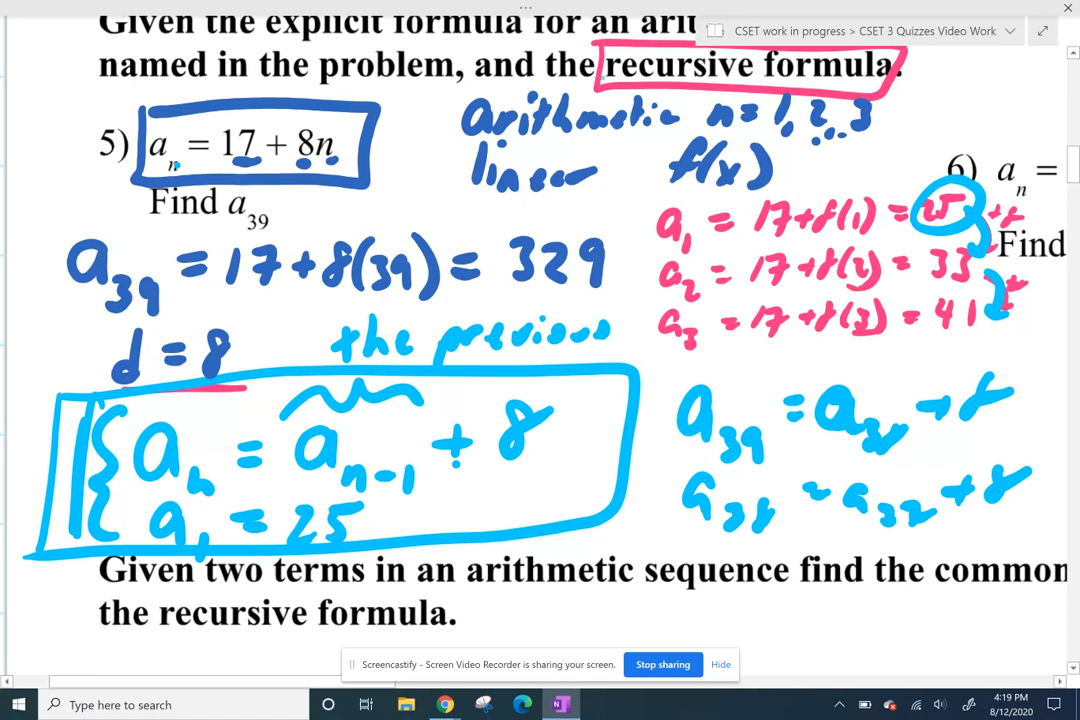 Given the explicit formula for an arit
CSET work in progress > CSET 3 Quizzes Video Work
named in the problem, and the recursive formula.
arithmetic n = 1, 2, 3 ...
5) a_n = 17 + 8n
linear f(x)
6) a_n =
Find a_39
a_1 = 17+8(1) = 25 +8
Find
a_39 = 17+8(39) = 329
a_2 = 17+8(2) = 33
a_3 = 17+8(3) = 41
the previous
d = 8
a_39 = a_38 + 8
a_n = a_n-1 + 8
a_38 = a_37 + 8
a_1 = 25
Given two terms in an arithmetic sequence find the common
the recursive formula.
Screencastify - Screen Video Recorder is sharing your screen.
Stop sharing
Hide
Type here to search
4:19 PM
8/12/2020